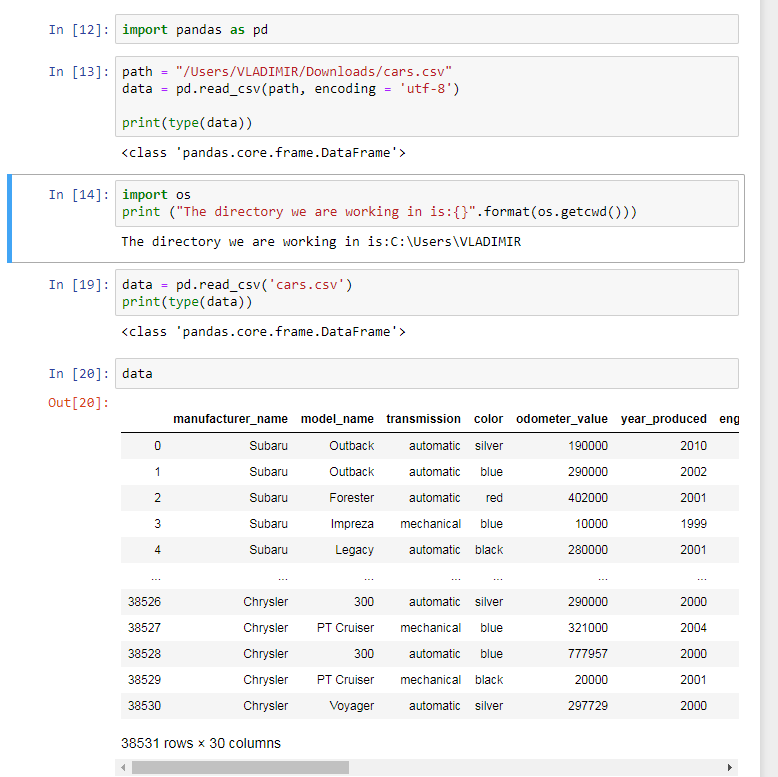 In [12]: import pandas as pd
In [13]: path = "/Users/VLADIMIR/Downloads/cars.csv"
data = pd.read_csv(path, encoding = 'utf-8')
print(type(data))
<class 'pandas.core.frame.DataFrame'>
In [14]: import os
print ("The directory we are working in is:{}".format(os.getcwd()))
The directory we are working in is:C:\Users\VLADIMIR
In [19]: data = pd.read_csv('cars.csv')
print(type(data))
<class 'pandas.core.frame.DataFrame'>
In [20]: data
Out[20]:
manufacturer_name model_name transmission color odometer_value year_produced eng
0 Subaru Outback automatic silver 190000 2010
1 Subaru Outback automatic blue 290000 2002
2 Subaru Forester automatic red 402000 2001
3 Subaru Impreza mechanical blue 10000 1999
4 Subaru Legacy automatic black 280000 2001
... ... ... ... ... ... ...
38526 Chrysler 300 automatic silver 290000 2000
38527 Chrysler PT Cruiser mechanical blue 321000 2004
38528 Chrysler 300 automatic blue 777957 2000
38529 Chrysler PT Cruiser mechanical black 20000 2001
38530 Chrysler Voyager automatic silver 297729 2000
38531 rows × 30 columns